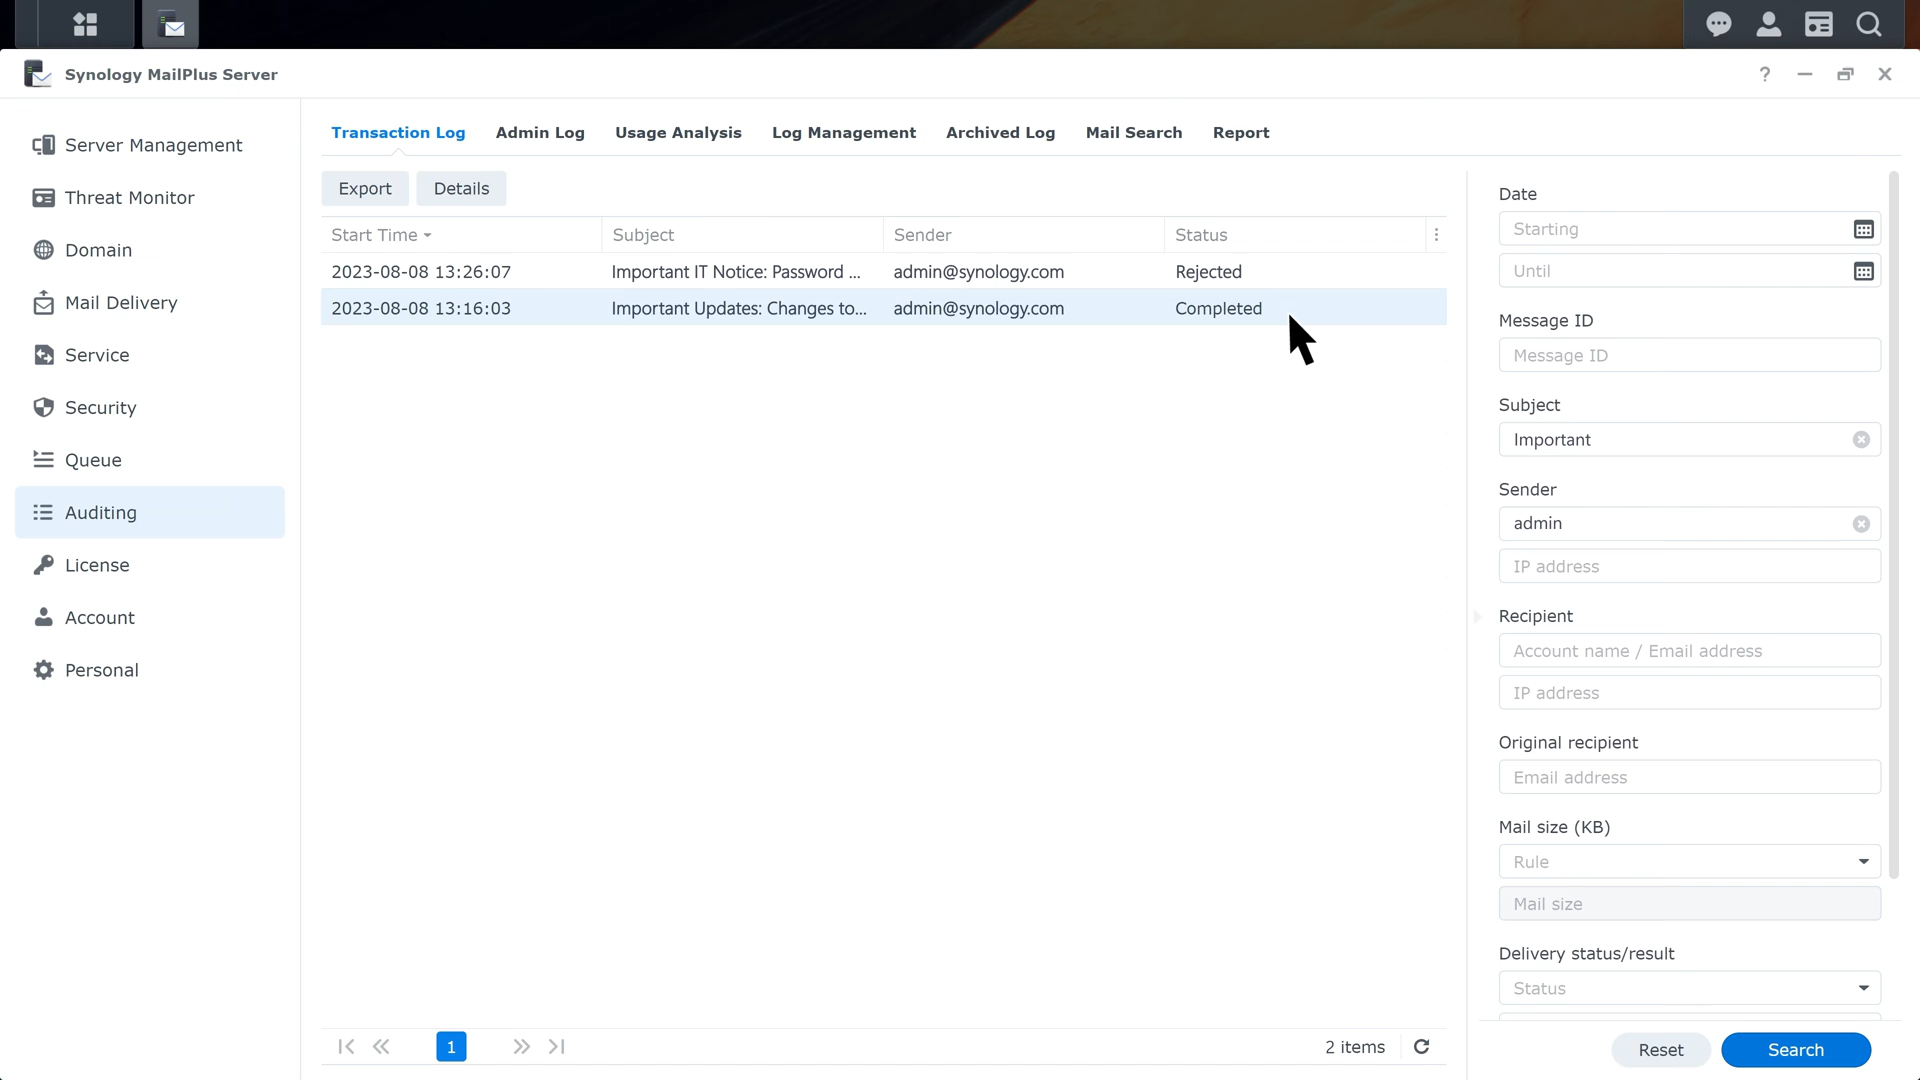 Synology MailPlus Server
?
Server Management
Threat Monitor
Domain
Mail Delivery
Service
Security
Queue
Auditing
License
Account
Personal
Transaction Log Admin Log Usage Analysis Log Management Archived Log Mail Search Report
Export Details
Start Time Subject Sender Status
2023-08-08 13:26:07 Important IT Notice: Password ... admin@synology.com Rejected
2023-08-08 13:16:03 Important Updates: Changes to... admin@synology.com Completed
1
2 items
Date
Starting
Until
Message ID
Message ID
Subject
Important
Sender
admin
IP address
Recipient
Account name / Email address
IP address
Original recipient
Email address
Mail size (KB)
Rule
Mail size
Delivery status/result
Status
Reset Search